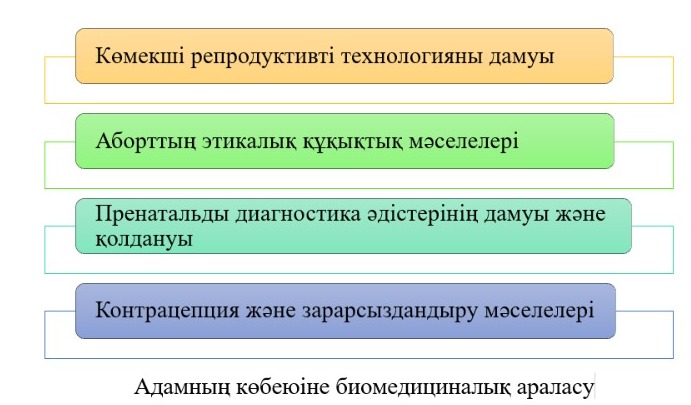 Көмекші репродуктивті технологияны дамуы
Аборттың этикалық құқықтық мәселелері
Пренатальды диагностика әдістерінің дамуы және
қолдануы
Контрацепция және зарарсыздандыру мәселелері
Адамның көбеюіне биомедициналық араласу